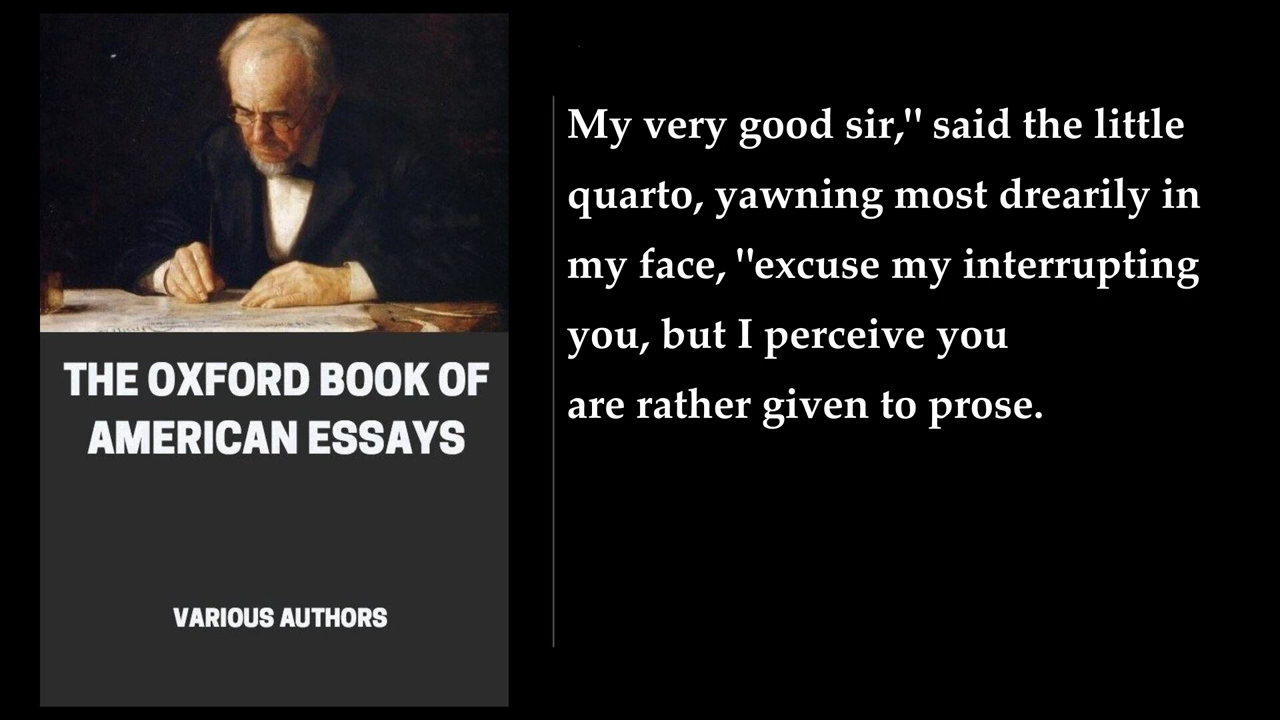 THE OXFORD BOOK OF
AMERICAN ESSAYS
VARIOUS AUTHORS
My very good sir," said the little
quarto, yawning most drearily in
my face, "excuse my interrupting
you, but I perceive you
are rather given to prose.